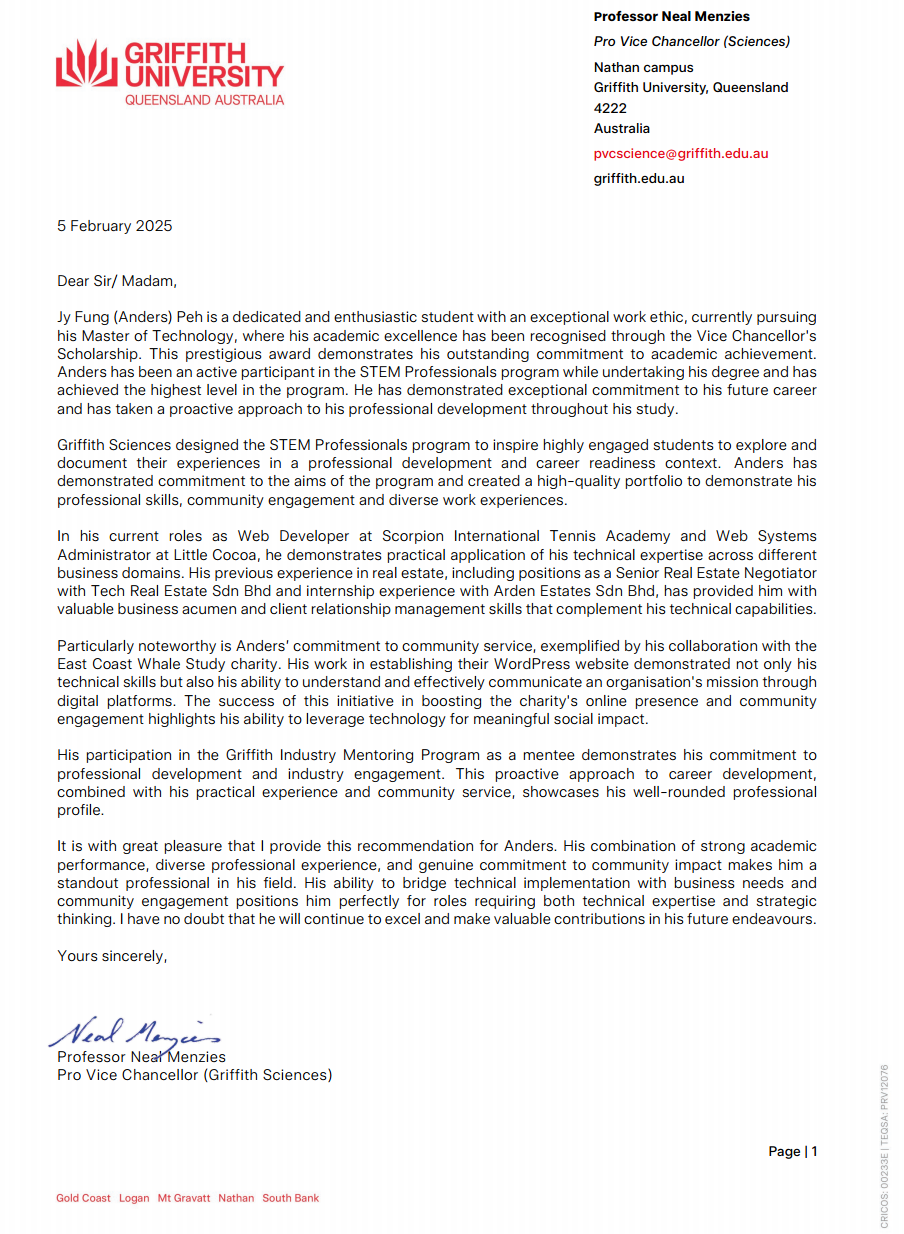 GRIFFITH
UNIVERSITY
QUEENSLAND AUSTRALIA
Professor Neal Menzies
Pro Vice Chancellor (Sciences)
Nathan campus
Griffith University, Queensland
4222
Australia
pvcscience@griffith.edu.au
griffith.edu.au
5 February 2025
Dear Sir/ Madam,
Jy Fung (Anders) Peh is a dedicated and enthusiastic student with an exceptional work ethic, currently pursuing
his Master of Technology, where his academic excellence has been recognised through the Vice Chancellor's
Scholarship. This prestigious award demonstrates his outstanding commitment to academic achievement.
Anders has been an active participant in the STEM Professionals program while undertaking his degree and has
achieved the highest level in the program. He has demonstrated exceptional commitment to his future career
and has taken a proactive approach to his professional development throughout his study.
Griffith Sciences designed the STEM Professionals program to inspire highly engaged students to explore and
document their experiences in a professional development and career readiness context. Anders has
demonstrated commitment to the aims of the program and created a high-quality portfolio to demonstrate his
professional skills, community engagement and diverse work experiences.
In his current roles as Web Developer at Scorpion International Tennis Academy and Web Systems
Administrator at Little Cocoa, he demonstrates practical application of his technical expertise across different
business domains. His previous experience in real estate, including positions as a Senior Real Estate Negotiator
with Tech Real Estate Sdn Bhd and internship experience with Arden Estates Sdn Bhd, has provided him with
valuable business acumen and client relationship management skills that complement his technical capabilities.
Particularly noteworthy is Anders' commitment to community service, exemplified by his collaboration with the
East Coast Whale Study charity. His work in establishing their WordPress website demonstrated not only his
technical skills but also his ability to understand and effectively communicate an organisation's mission through
digital platforms. The success of this initiative in boosting the charity's online presence and community
engagement highlights his ability to leverage technology for meaningful social impact.
His participation in the Griffith Industry Mentoring Program as a mentee demonstrates his commitment to
professional development and industry engagement. This proactive approach to career development,
combined with his practical experience and community service, showcases his well-rounded professional
profile.
It is with great pleasure that I provide this recommendation for Anders. His combination of strong academic
performance, diverse professional experience, and genuine commitment to community impact makes him a
standout professional in his field. His ability to bridge technical implementation with business needs and
community engagement positions him perfectly for roles requiring both technical expertise and strategic
thinking. I have no doubt that he will continue to excel and make valuable contributions in his future endeavours.
Yours sincerely,
Neal Menzies
Professor Neal Menzies
Pro Vice Chancellor (Griffith Sciences)
Page | 1
Gold Coast Logan Mt Gravatt Nathan South Bank
CRICOS: 00233E | TEQSA: PRV12076